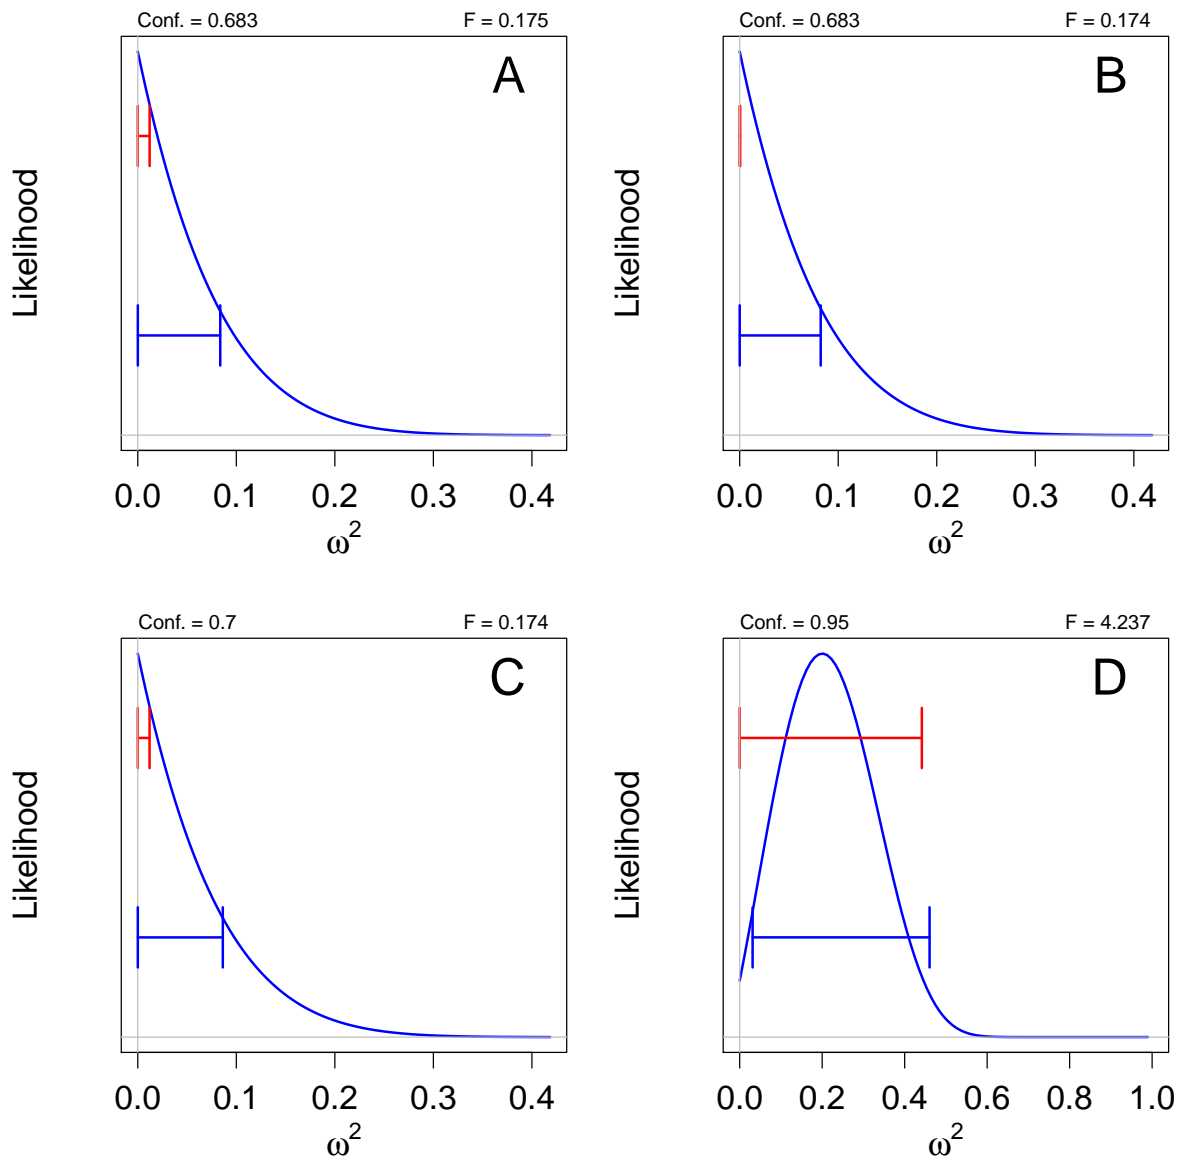 Conf. = 0.683 F = 0.175
A
Likelihood
0.0 0.1 0.2 0.3 0.4
ω²
Conf. = 0.683 F = 0.174
B
Likelihood
0.0 0.1 0.2 0.3 0.4
ω²
Conf. = 0.7 F = 0.174
C
Likelihood
0.0 0.1 0.2 0.3 0.4
ω²
Conf. = 0.95 F = 4.237
D
Likelihood
0.0 0.2 0.4 0.6 0.8 1.0
ω²